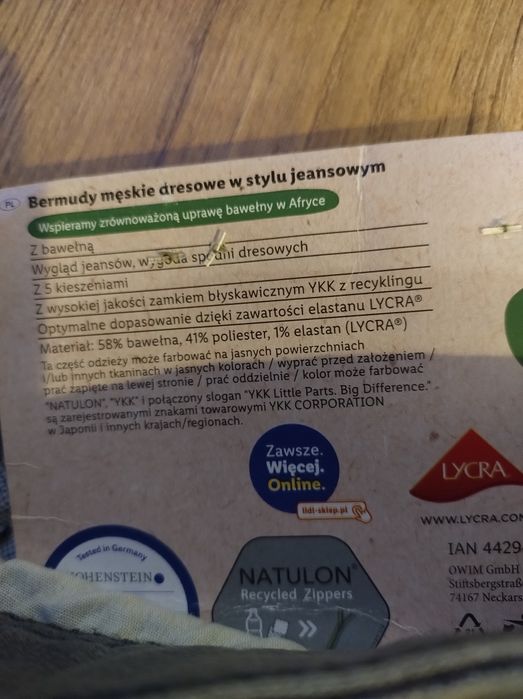 PL
Bermudy męskie dresowe w stylu jeansowym
Wspieramy zrównoważoną uprawę bawełny w Afryce
Z bawełną
Wygląd jeansów, wygoda spodni dresowych
Z 5 kieszeniami
Z wysokiej jakości zamkiem błyskawicznym YKK z recyklingu
Optymalne dopasowanie dzięki zawartości elastanu LYCRA®
Materiał: 58% bawełna, 41% poliester, 1% elastan (LYCRA®)
Ta część odzieży może farbować na jasnych powierzchniach
i/lub innych tkaninach w jasnych kolorach / wyprać przed założeniem /
prać zapięte na lewej stronie / prać oddzielnie / kolor może farbować
"NATULON", "YKK" i połączony slogan "YKK Little Parts. Big Difference."
są zarejestrowanymi znakami towarowymi YKK CORPORATION
w Japonii i innych krajach/regionach.
Zawsze.
Więcej.
Online.
lidl-sklep.pl
LYCRA
WWW.LYCRA.COM
Tested in Germany
HOHENSTEIN
NATULON®
Recycled Zippers
IAN 4429
OWIM GmbH
Stiftsbergstraße
74167 Neckars